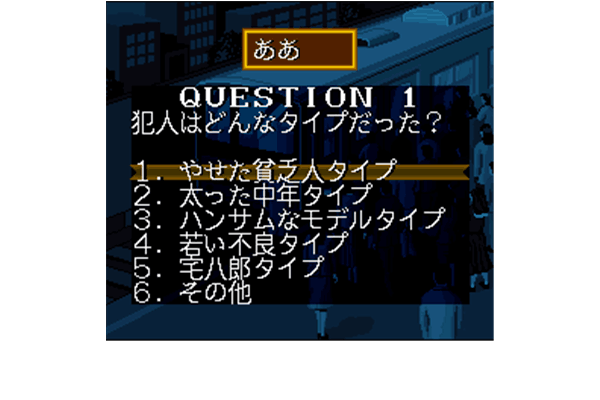 ああ
QUESTION 1
犯人はどんなタイプだった？
1. やせた貧乏人タイプ
2. 太った中年タイプ
3. ハンサムなモデルタイプ
4. 若い不良タイプ
5. 宅八郎タイプ
6. その他